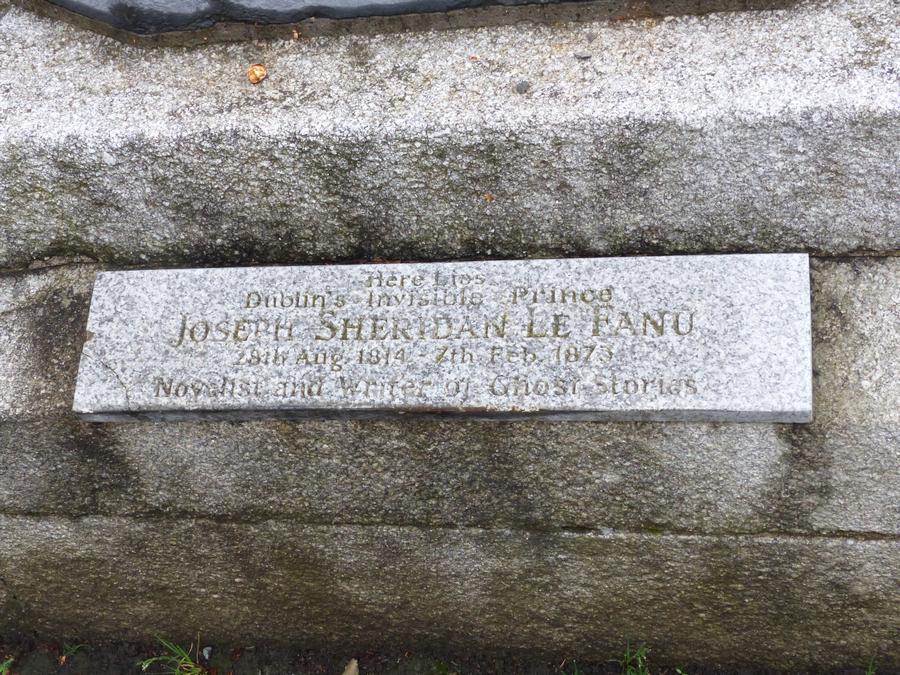 Here Lies
Dublin's Invisible Prince
JOSEPH SHERIDAN LE FANU
28th Aug. 1814 - 7th Feb. 1873
Novelist and Writer of Ghost Stories